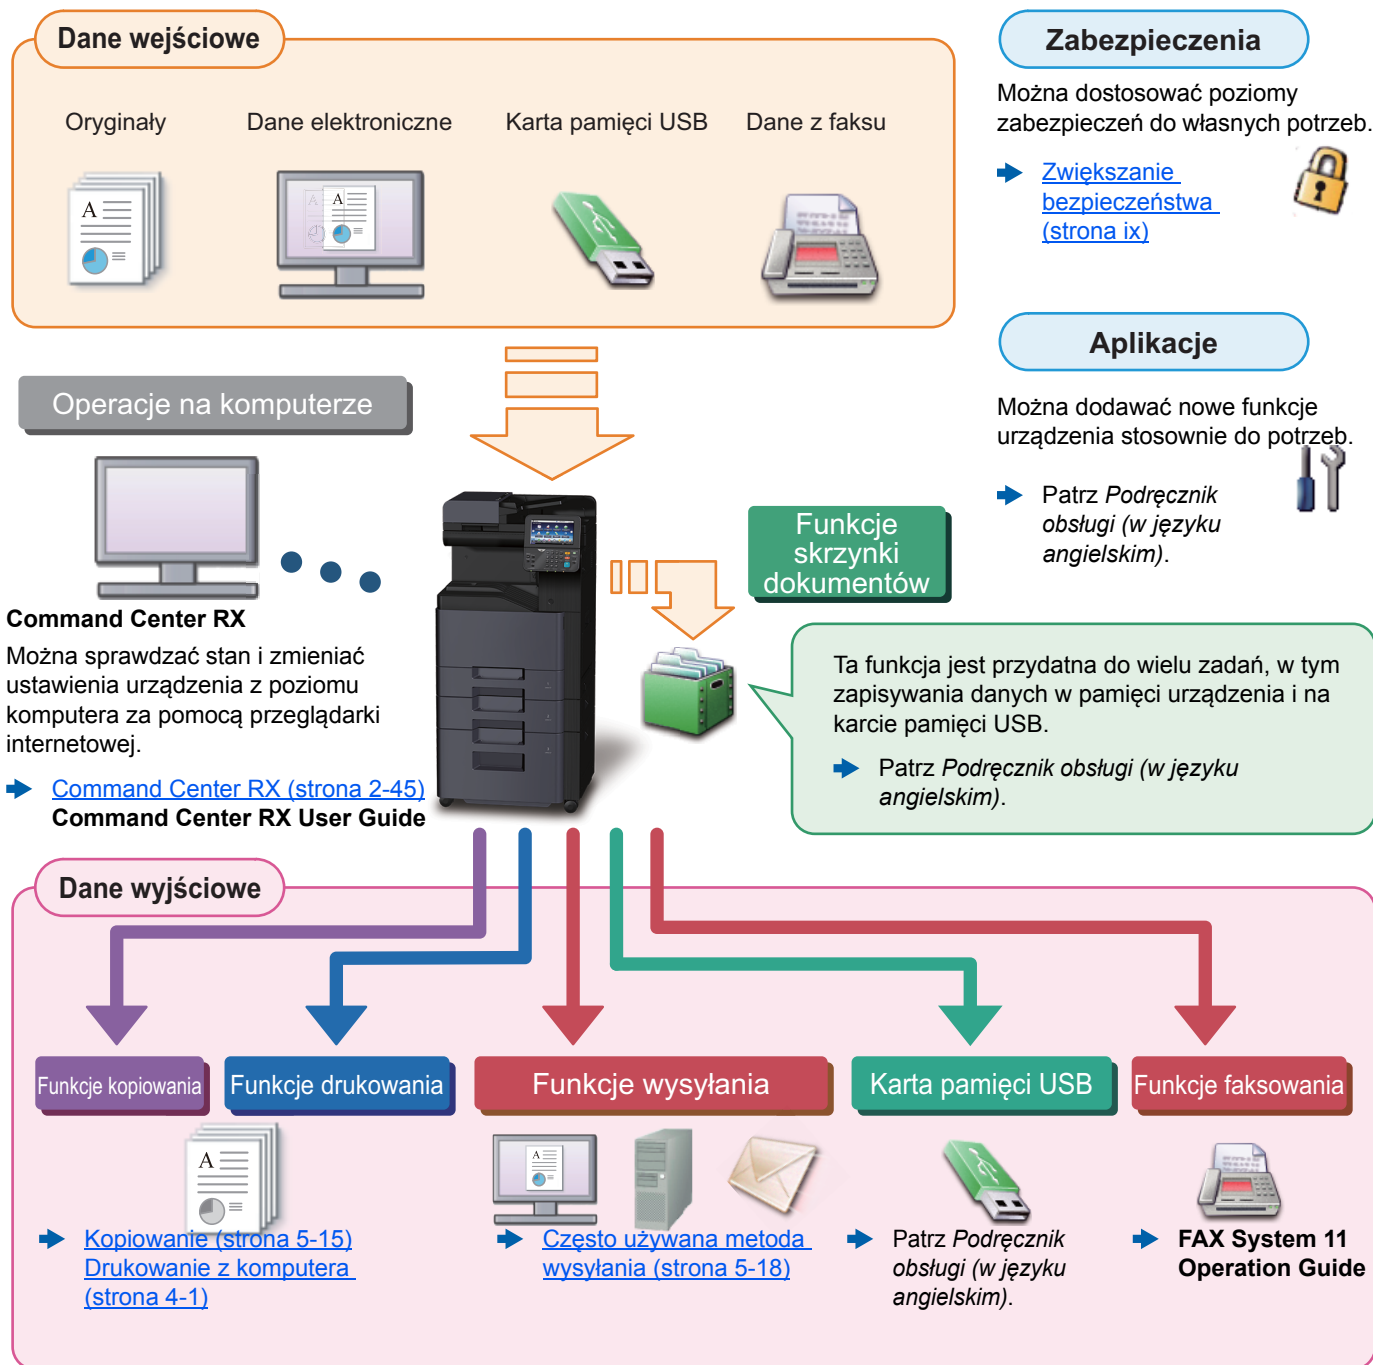 Dane wejściowe
Oryginały
Dane elektroniczne
Karta pamięci USB
Dane z faksu
Zabezpieczenia
Można dostosować poziomy
zabezpieczeń do własnych potrzeb.
Zwiększanie
bezpieczeństwa
(strona ix)
Aplikacje
Można dodawać nowe funkcje
urządzenia stosownie do potrzeb.
Patrz Podręcznik
obsługi (w języku
angielskim).
Operacje na komputerze
Command Center RX
Można sprawdzać stan i zmieniać
ustawienia urządzenia z poziomu
komputera za pomocą przeglądarki
internetowej.
Command Center RX (strona 2-45)
Command Center RX User Guide
Funkcje
skrzynki
dokumentów
Ta funkcja jest przydatna do wielu zadań, w tym
zapisywania danych w pamięci urządzenia i na
karcie pamięci USB.
Patrz Podręcznik obsługi (w języku
angielskim).
Dane wyjściowe
Funkcje kopiowania
Funkcje drukowania
Funkcje wysyłania
Karta pamięci USB
Funkcje faksowania
Kopiowanie (strona 5-15)
Drukowanie z komputera
(strona 4-1)
Często używana metoda
wysyłania (strona 5-18)
Patrz Podręcznik
obsługi (w języku
angielskim).
FAX System 11
Operation Guide